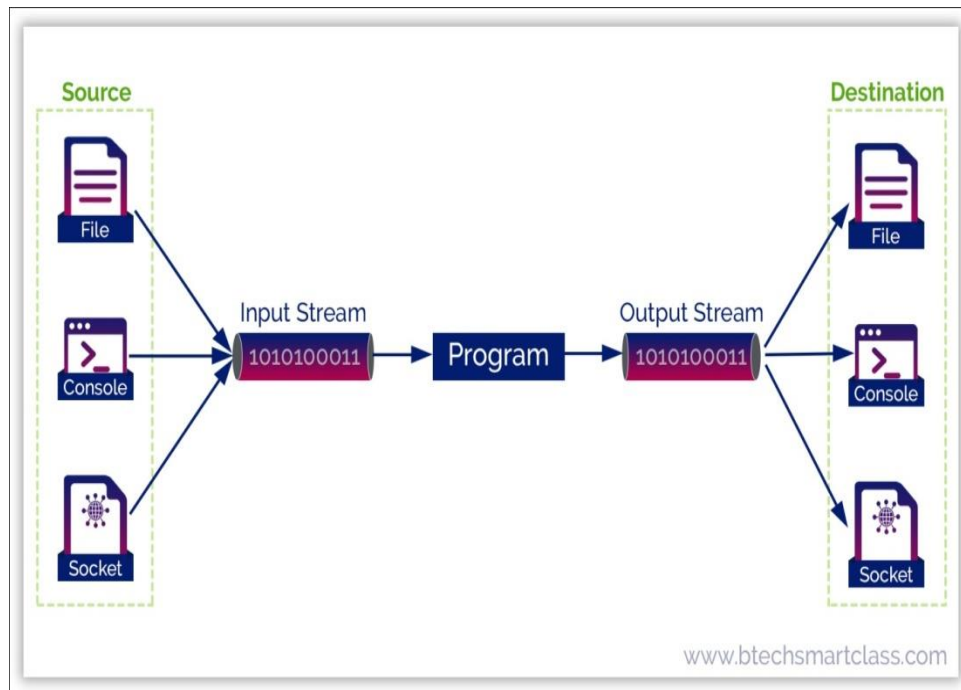 Source
Destination
File
File
Input Stream
Output Stream
1010100011
Program
1010100011
Console
Console
Socket
Socket
www.btechsmartclass.com